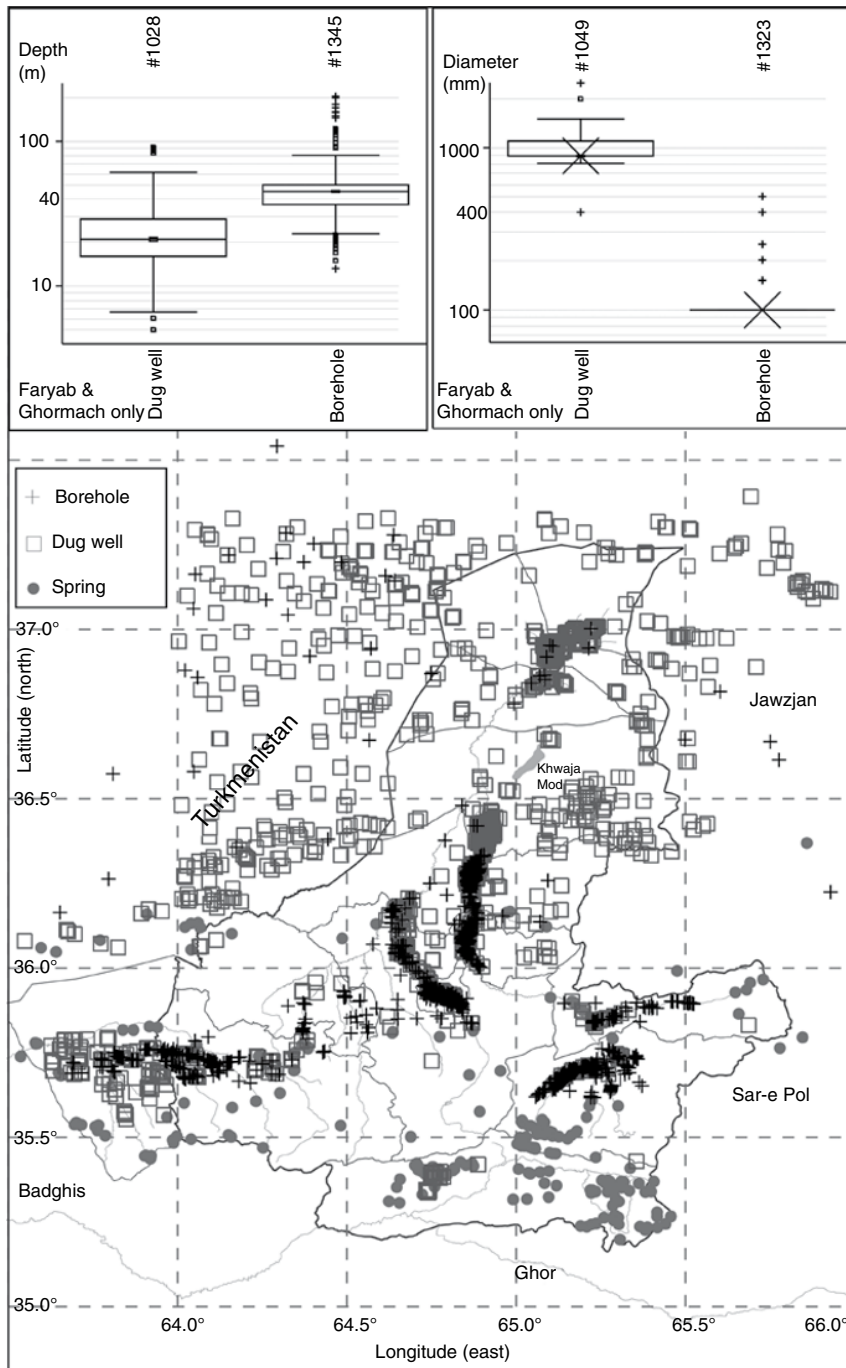 Depth
(m)
#1028
#1345
100
40
10
Faryab &
Ghormach only
Dug well
Borehole
Diameter
(mm)
#1049
#1323
1000
400
100
Faryab &
Ghormach only
Dug well
Borehole
Borehole
Dug well
Spring
37.0°
36.5°
36.0°
35.5°
35.0°
Latitude (north)
Turkmenistan
Jawzjan
Khwaja
Mod
Sar-e Pol
Badghis
Ghor
64.0°
64.5°
65.0°
65.5°
66.0°
Longitude (east)